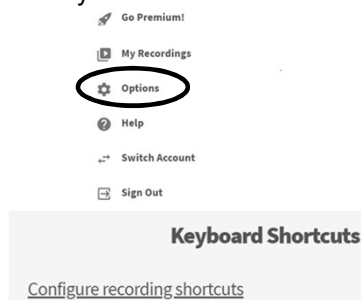 Go Premium!
My Recordings
Options
Help
Switch Account
Sign Out
Keyboard Shortcuts
Configure recording shortcuts